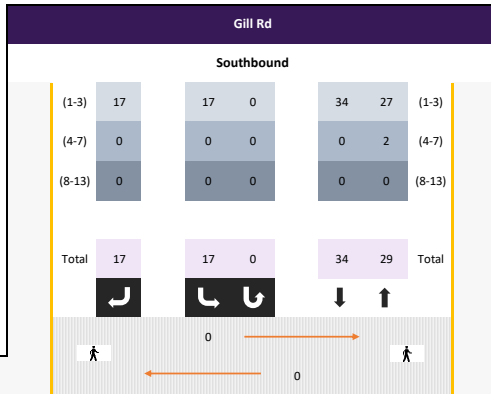 Gill Rd
Southbound
(1-3) 17 17 0 34 27 (1-3)
(4-7) 0 0 0 0 2 (4-7)
(8-13) 0 0 0 0 0 (8-13)
Total 17 17 0 34 29 Total
0
0